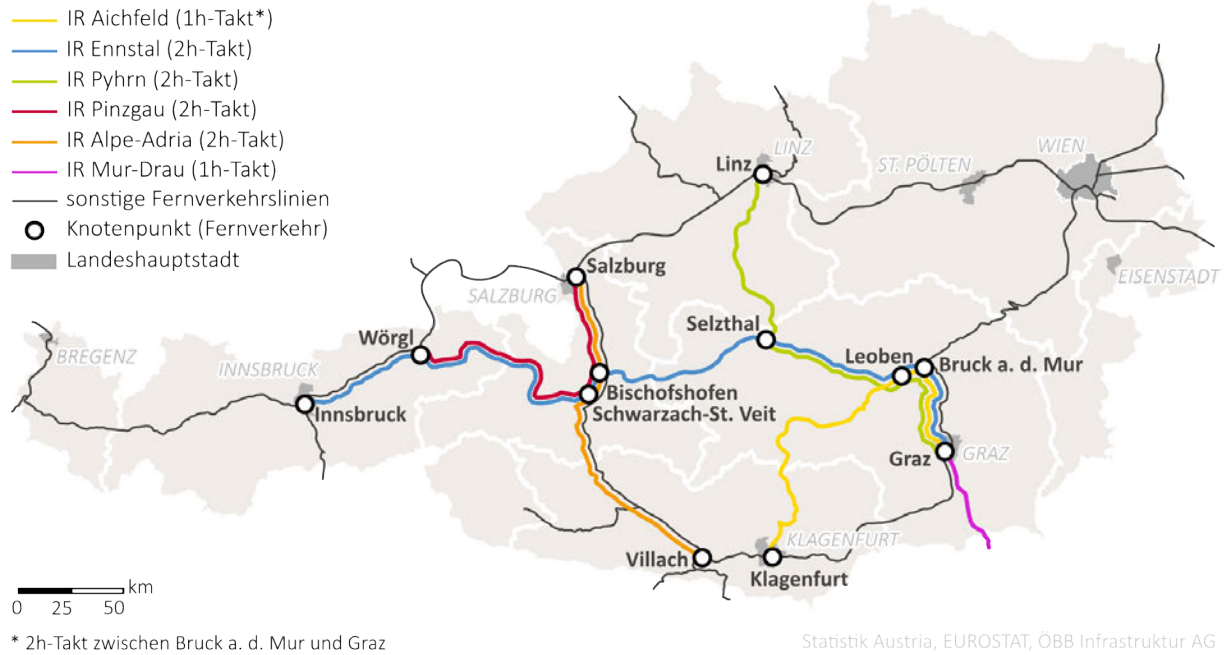 IR Aichfeld (1h-Takt*)
IR Ennstal (2h-Takt)
IR Pyhrn (2h-Takt)
IR Pinzgau (2h-Takt)
IR Alpe-Adria (2h-Takt)
IR Mur-Drau (1h-Takt)
sonstige Fernverkehrslinien
Knotenpunkt (Fernverkehr)
Landeshauptstadt
LINZ
Linz
WIEN
ST. PÖLTEN
Salzburg
EISENSTADT
SALZBURG
Selzthal
Wörgl
BREGENZ
INNSBRUCK
Leoben
Bruck a. d. Mur
Bischofshofen
Innsbruck
Schwarzach-St. Veit
Graz
GRAZ
KLAGENFURT
Villach
Klagenfurt
km
0 25 50
* 2h-Takt zwischen Bruck a. d. Mur und Graz
Statistik Austria, EUROSTAT, ÖBB Infrastruktur AG